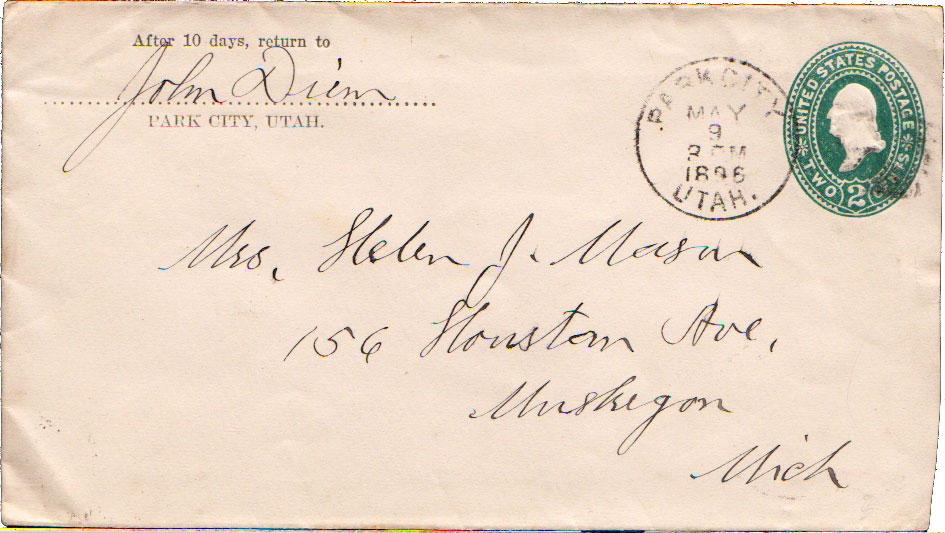 After 10 days, return to
John Diem
PARK CITY, UTAH.
PARK CITY
MAY
9
PM
1896
UTAH.
UNITED STATES POSTAGE
TWO 2 CENTS
Mrs. Helen J. Mason
156 Houston Ave,
Muskegon
Mich